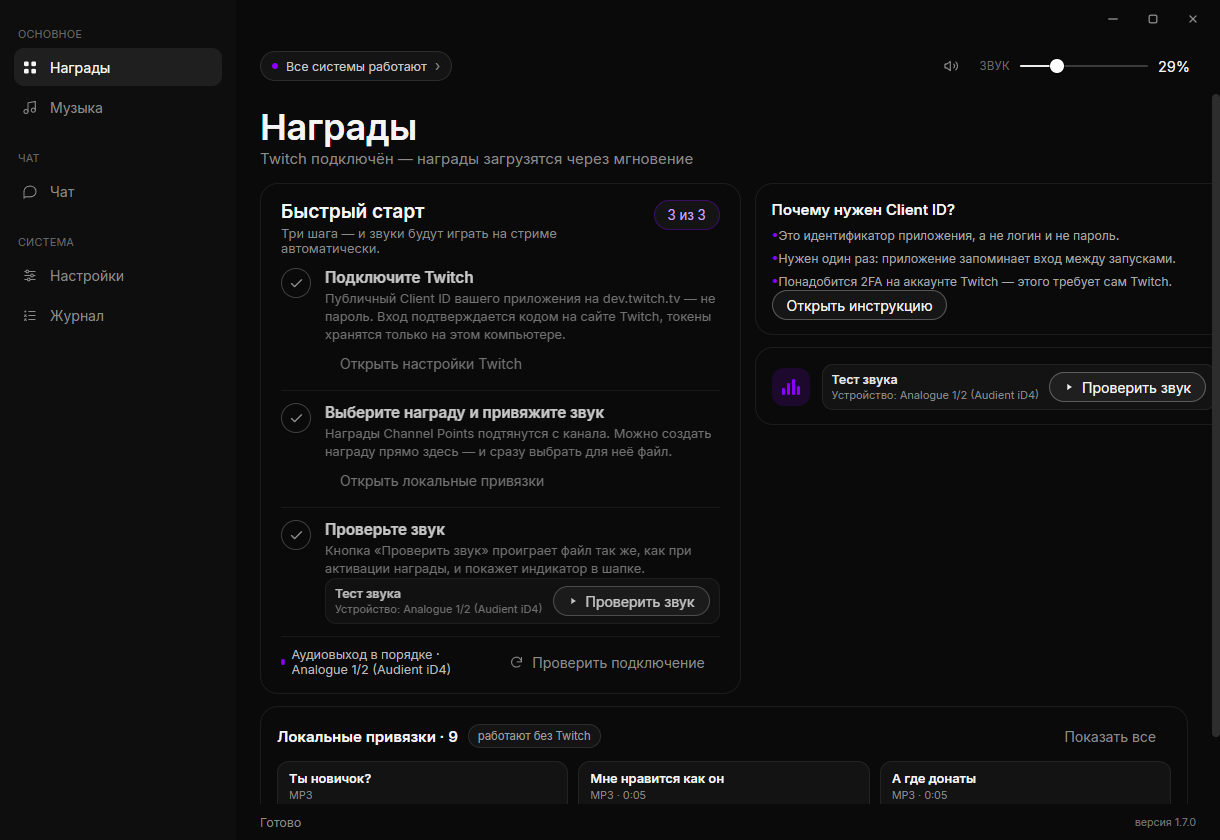 ОСНОВНОЕ
Награды
Музыка
ЧАТ
Чат
СИСТЕМА
Настройки
Журнал
Все системы работают ›
ЗВУК
29%
Награды
Twitch подключён — награды загрузятся через мгновение
Быстрый старт
3 из 3
Три шага — и звуки будут играть на стриме
автоматически.
Подключите Twitch
Публичный Client ID вашего приложения на dev.twitch.tv — не
пароль. Вход подтверждается кодом на сайте Twitch, токены
хранятся только на этом компьютере.
Открыть настройки Twitch
Выберите награду и привяжите звук
Награды Channel Points подтянутся с канала. Можно создать
награду прямо здесь — и сразу выбрать для неё файл.
Открыть локальные привязки
Проверьте звук
Кнопка «Проверить звук» проиграет файл так же, как при
активации награды, и покажет индикатор в шапке.
Тест звука
Устройство: Analogue 1/2 (Audient iD4)
Проверить звук
Аудиовыход в порядке ·
Analogue 1/2 (Audient iD4)
Проверить подключение
Почему нужен Client ID?
•Это идентификатор приложения, а не логин и не пароль.
•Нужен один раз: приложение запоминает вход между запусками.
•Понадобится 2FA на аккаунте Twitch — этого требует сам Twitch.
Открыть инструкцию
Тест звука
Устройство: Analogue 1/2 (Audient iD4)
Проверить звук
Локальные привязки · 9
работают без Twitch
Показать все
Ты новичок?
MP3
Мне нравится как он
MP3 · 0:05
А где донаты
MP3 · 0:05
Готово
версия 1.7.0